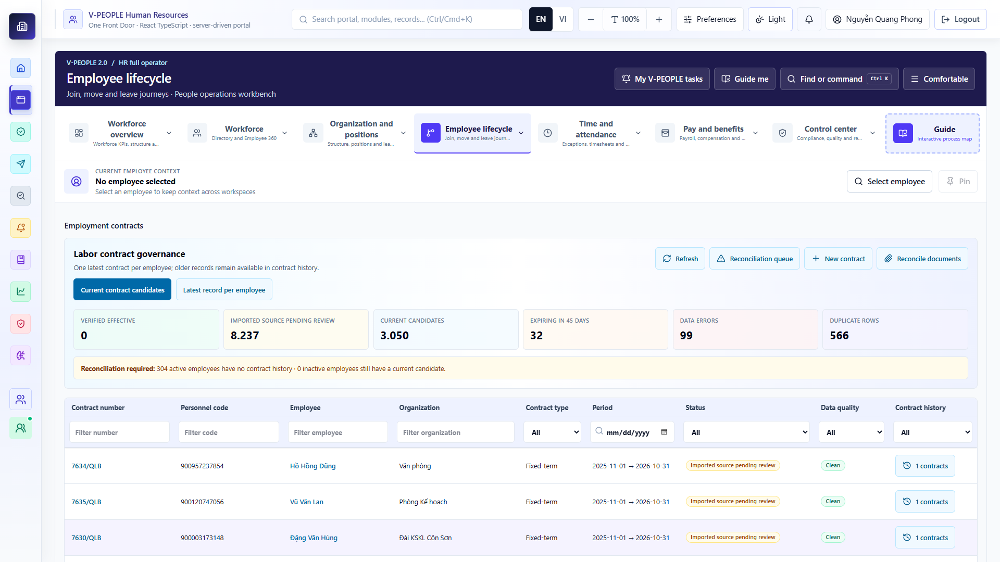 V-PEOPLE Human Resources
One Front Door · React TypeScript · server-driven portal
Search portal, modules, records... (Ctrl/Cmd+K)
EN
VI
100%
Preferences
Light
Nguyễn Quang Phong
Logout
V-PEOPLE 2.0 / HR full operator
Employee lifecycle
Join, move and leave journeys · People operations workbench
My V-PEOPLE tasks
Guide me
Find or command Ctrl K
Comfortable
Workforce overview
Workforce KPIs, structure a...
Workforce
Directory and Employee 360
Organization and positions
Structure, positions and lea...
Employee lifecycle
Join, move and leave journ...
Time and attendance
Exceptions, timesheets and ...
Pay and benefits
Payroll, compensation and ...
Control center
Compliance, quality and re...
Guide
Interactive process map
CURRENT EMPLOYEE CONTEXT
No employee selected
Select an employee to keep context across workspaces
Select employee
Pin
Employment contracts
Labor contract governance
One latest contract per employee; older records remain available in contract history.
Refresh
Reconciliation queue
New contract
Reconcile documents
Current contract candidates
Latest record per employee
VERIFIED EFFECTIVE
0
IMPORTED SOURCE PENDING REVIEW
8.237
CURRENT CANDIDATES
3.050
EXPIRING IN 45 DAYS
32
DATA ERRORS
99
DUPLICATE ROWS
566
Reconciliation required: 304 active employees have no contract history · 0 inactive employees still have a current candidate.
Contract number Personnel code Employee Organization Contract type Period Status Data quality Contract history
Filter number Filter code Filter employee Filter organization All mm/dd/yyyy All All All
7634/QLB 900957237854 Hồ Hồng Dũng Văn phòng Fixed-term 2025-11-01 → 2026-10-31 Imported source pending review Clean 1 contracts
7635/QLB 900120747056 Vũ Văn Lan Phòng Kế hoạch Fixed-term 2025-11-01 → 2026-10-31 Imported source pending review Clean 1 contracts
7630/QLB 900003173148 Đặng Văn Hùng Đài KSKL Côn Sơn Fixed-term 2025-11-01 → 2026-10-31 Imported source pending review Clean 1 contracts